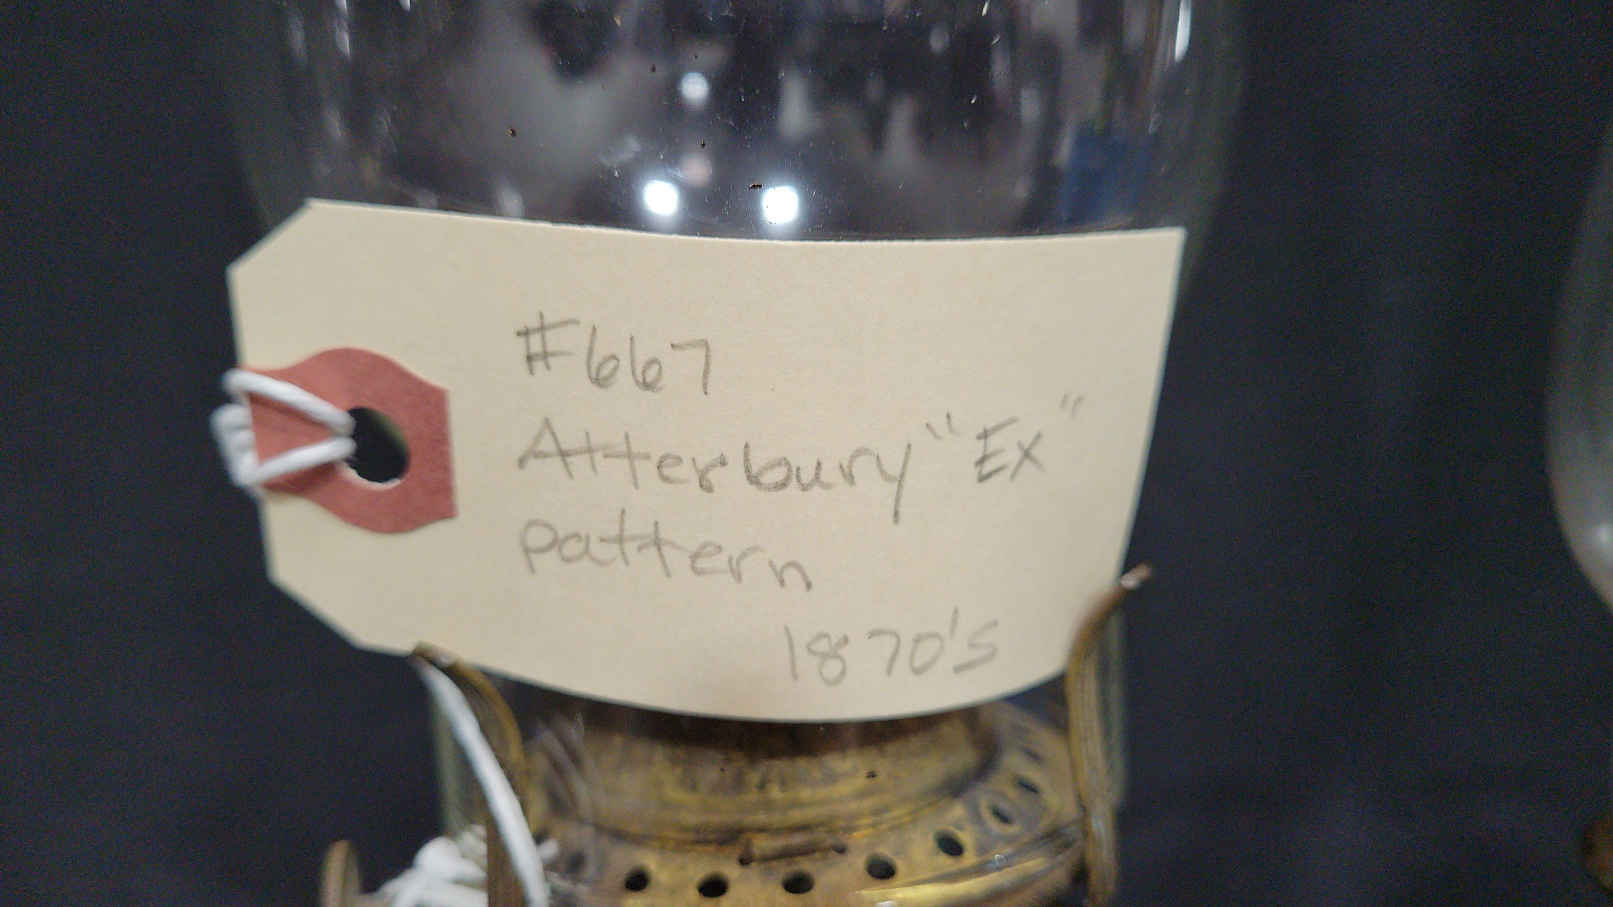 #667
Atterbury "Ex"
pattern
1870's